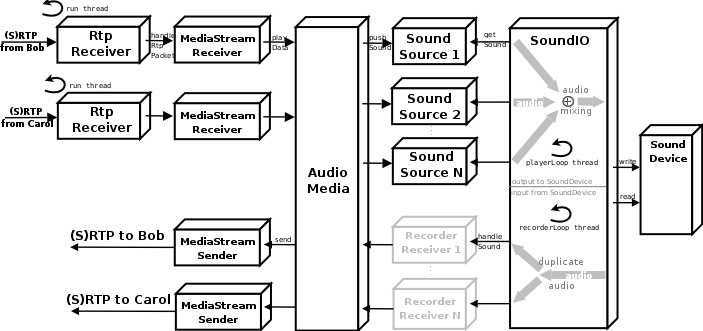 run thread
(S)RTP
from Bob
Rtp
Receiver
handle
Rtp
Packet
MediaStream
Receiver
play
Data
push
Sound
Sound
Source 1
get
Sound
SoundIO
run thread
(S)RTP
from Carol
Rtp
Receiver
MediaStream
Receiver
Sound
Source 2
audio
audio
mixing
Sound
Source N
playerLoop thread
Audio
Media
output to SoundDevice
input from SoundDevice
write
read
Sound
Device
recorderLoop thread
(S)RTP to Bob
MediaStream
Sender
send
Recorder
Receiver 1
handle
Sound
duplicate
audio
audio
(S)RTP to Carol
MediaStream
Sender
Recorder
Receiver N